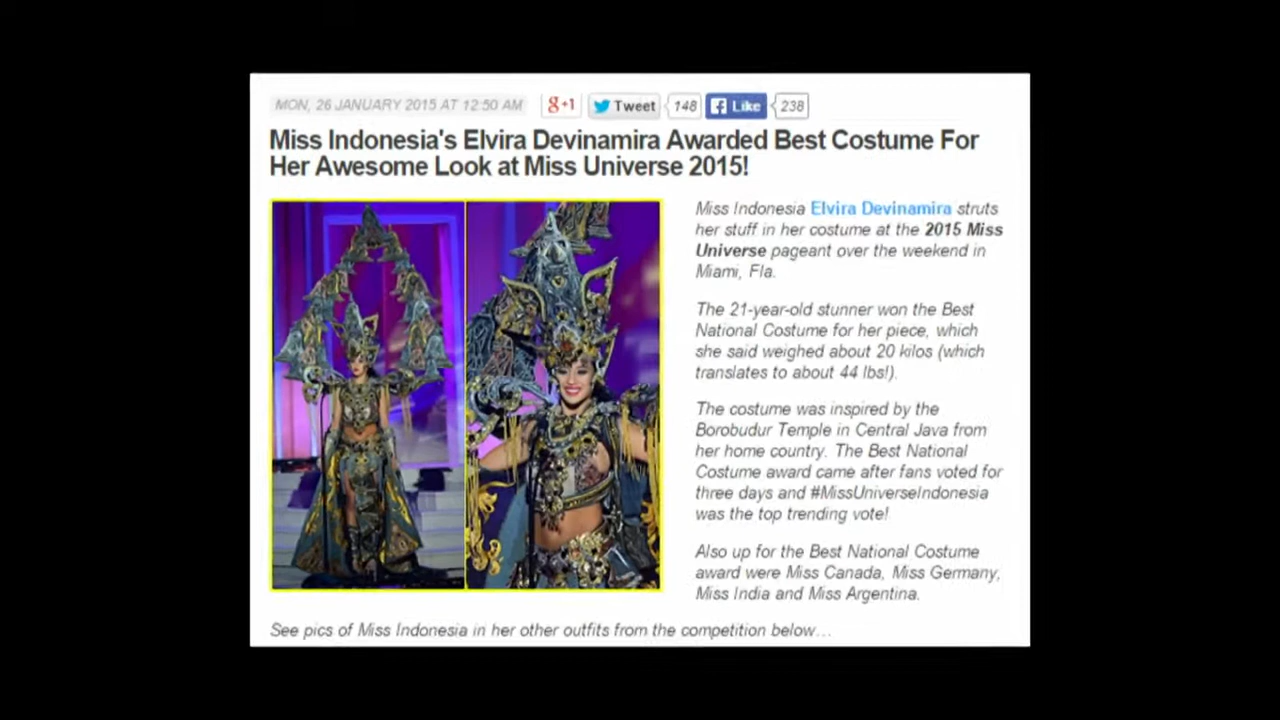 MON, 26 JANUARY 2015 AT 12:50 AM g+1 Tweet 148 Like 238
Miss Indonesia's Elvira Devinamira Awarded Best Costume For
Her Awesome Look at Miss Universe 2015!
Miss Indonesia Elvira Devinamira struts
her stuff in her costume at the 2015 Miss
Universe pageant over the weekend in
Miami, Fla.
The 21-year-old stunner won the Best
National Costume for her piece, which
she said weighed about 20 kilos (which
translates to about 44 lbs!).
The costume was inspired by the
Borobudur Temple in Central Java from
her home country. The Best National
Costume award came after fans voted for
three days and #MissUniverseIndonesia
was the top trending vote!
Also up for the Best National Costume
award were Miss Canada, Miss Germany,
Miss India and Miss Argentina.
See pics of Miss Indonesia in her other outfits from the competition below…